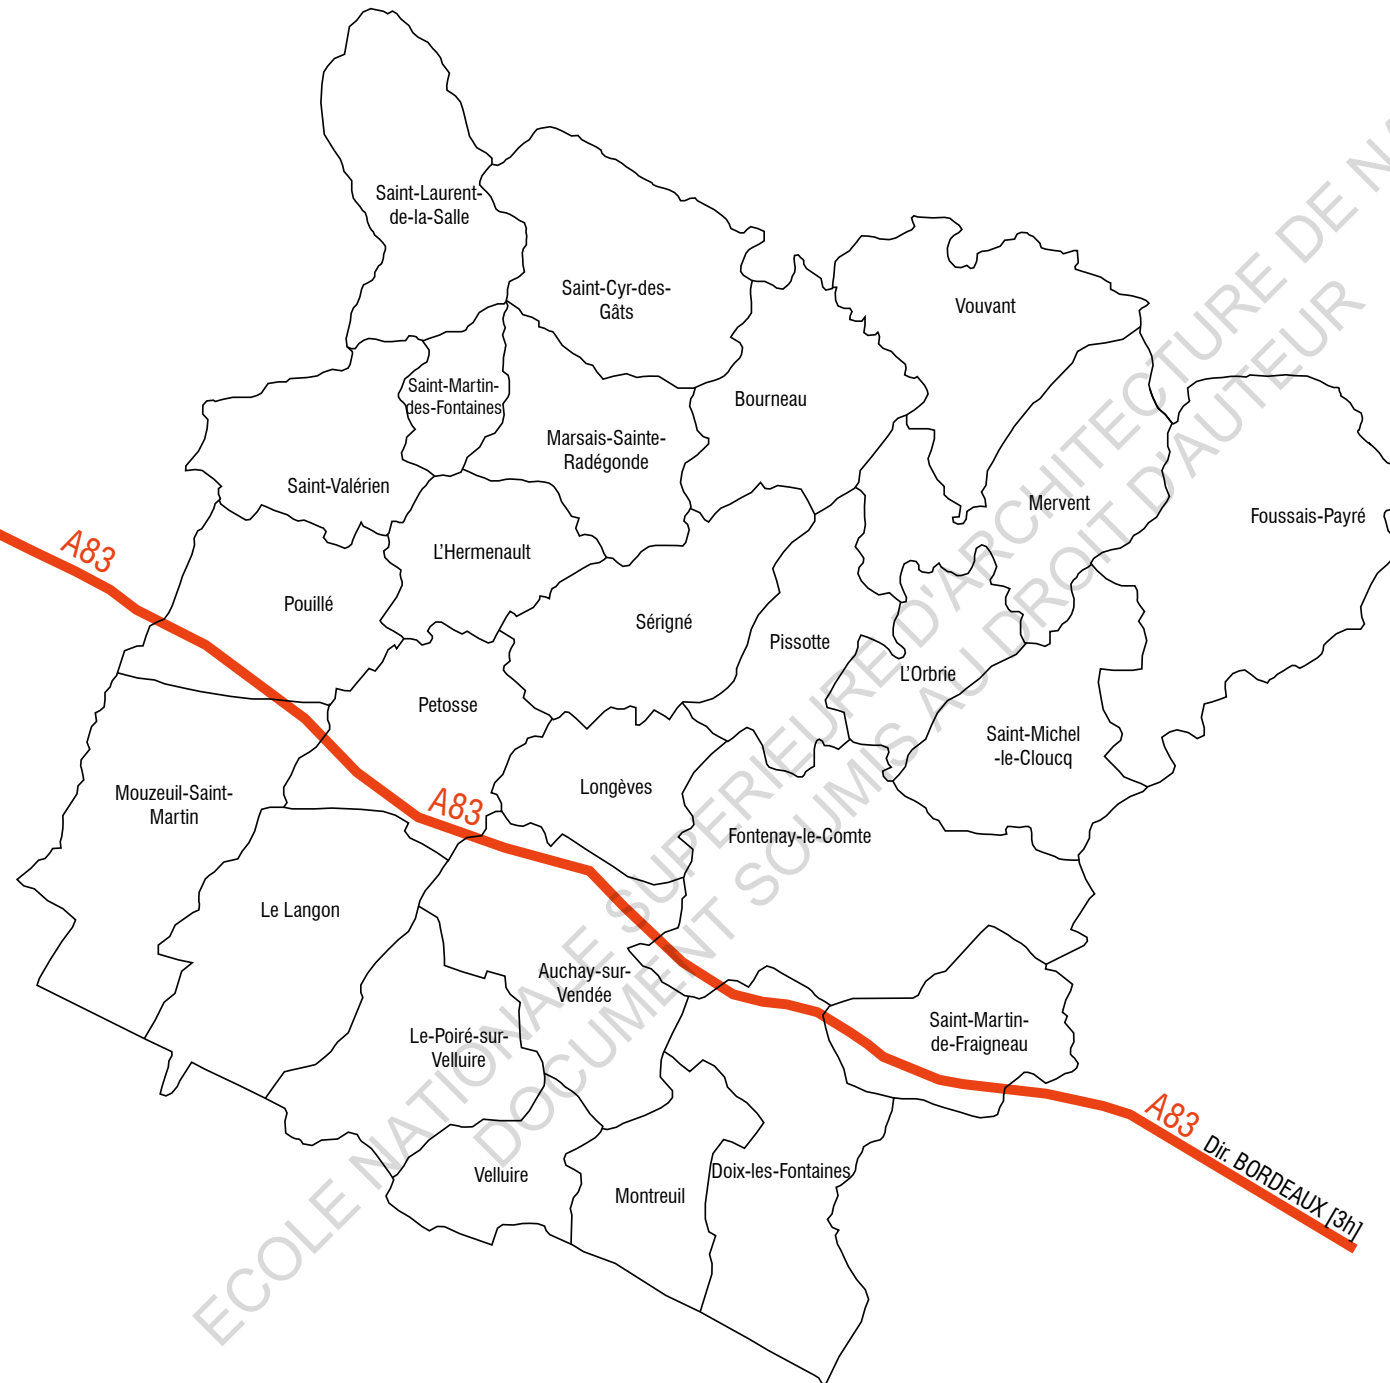 Saint-Laurent-
de-la-Salle
Saint-Cyr-des-
Gâts
Vouvant
Saint-Martin-
des-Fontaines
Bourneau
Marsais-Sainte-
Radégonde
Saint-Valérien
Mervent
Foussais-Payré
A83
L'Hermenault
Pouillé
Sérigné
Pissotte
L'Orbrie
Petosse
Saint-Michel
-le-Cloucq
Mouzeuil-Saint-
Martin
A83
Longèves
Fontenay-le-Comte
Le Langon
Auchay-sur-
Vendée
Le-Poiré-sur-
Velluire
Saint-Martin-
de-Fraigneau
A83
Dir. BORDEAUX [3h]
Velluire
Montreuil
Doix-les-Fontaines
ECOLE NATIONALE SUPERIEURE D'ARCHITECTURE DE
DOCUMENT SOUMIS AU DROIT D'AUTEUR